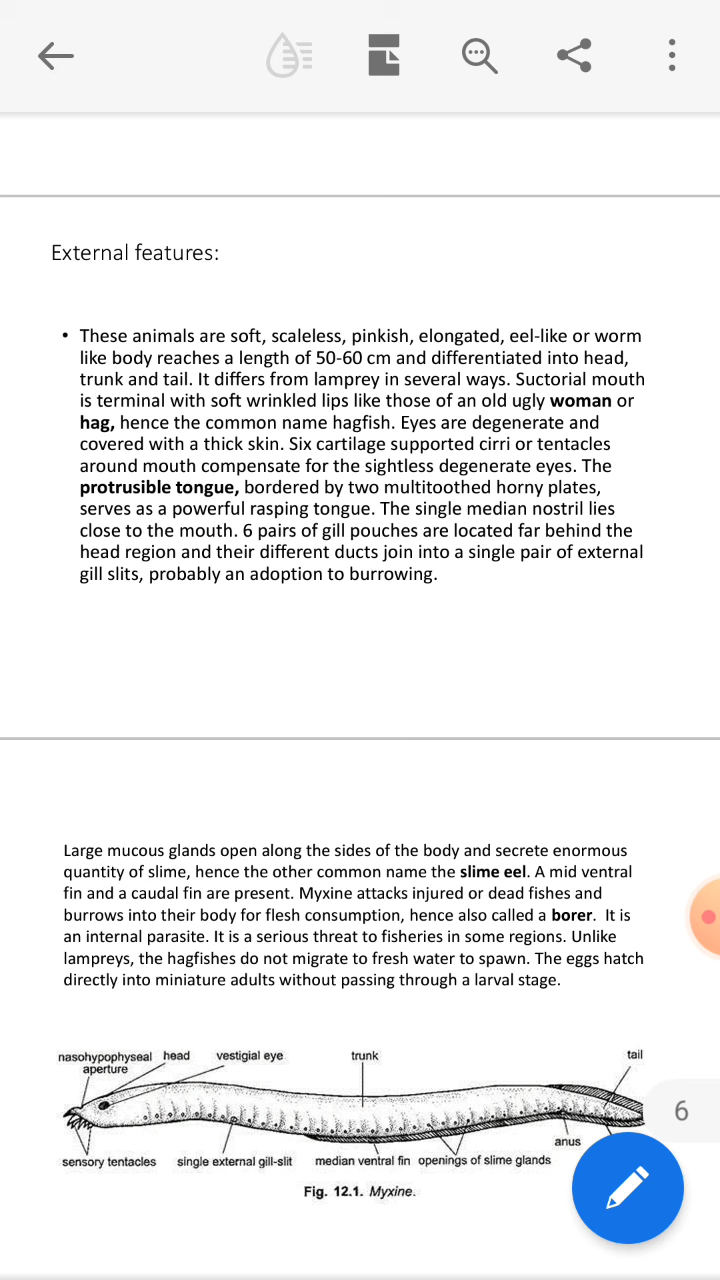 External features:
• These animals are soft, scaleless, pinkish, elongated, eel-like or worm
like body reaches a length of 50-60 cm and differentiated into head,
trunk and tail. It differs from lamprey in several ways. Suctorial mouth
is terminal with soft wrinkled lips like those of an old ugly woman or
hag, hence the common name hagfish. Eyes are degenerate and
covered with a thick skin. Six cartilage supported cirri or tentacles
around mouth compensate for the sightless degenerate eyes. The
protrusible tongue, bordered by two multitoothed horny plates,
serves as a powerful rasping tongue. The single median nostril lies
close to the mouth. 6 pairs of gill pouches are located far behind the
head region and their different ducts join into a single pair of external
gill slits, probably an adoption to burrowing.
Large mucous glands open along the sides of the body and secrete enormous
quantity of slime, hence the other common name the slime eel. A mid ventral
fin and a caudal fin are present. Myxine attacks injured or dead fishes and
burrows into their body for flesh consumption, hence also called a borer. It is
an internal parasite. It is a serious threat to fisheries in some regions. Unlike
lampreys, the hagfishes do not migrate to fresh water to spawn. The eggs hatch
directly into miniature adults without passing through a larval stage.
nasohypophyseal head vestigial eye trunk tail
aperture
6
anus
sensory tentacles single external gill-slit median ventral fin openings of slime glands
Fig. 12.1. Myxine.